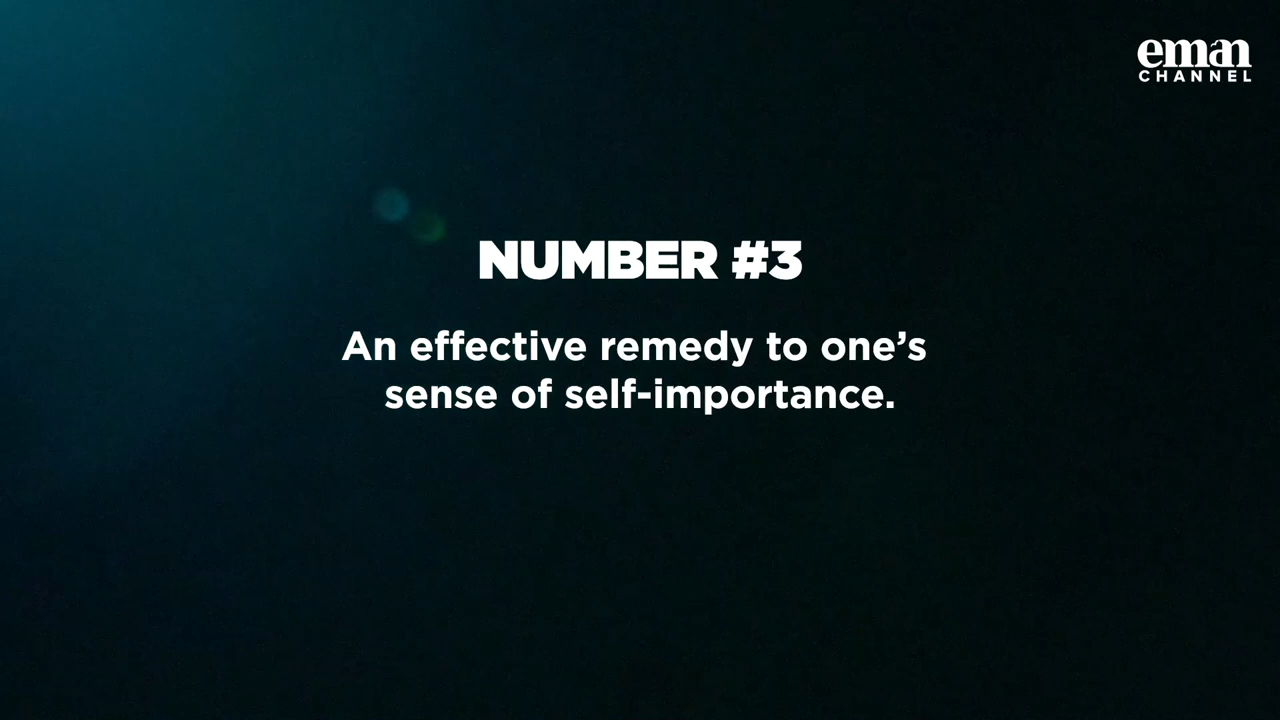 eman
CHANNEL
NUMBER #3
An effective remedy to one’s
sense of self-importance.